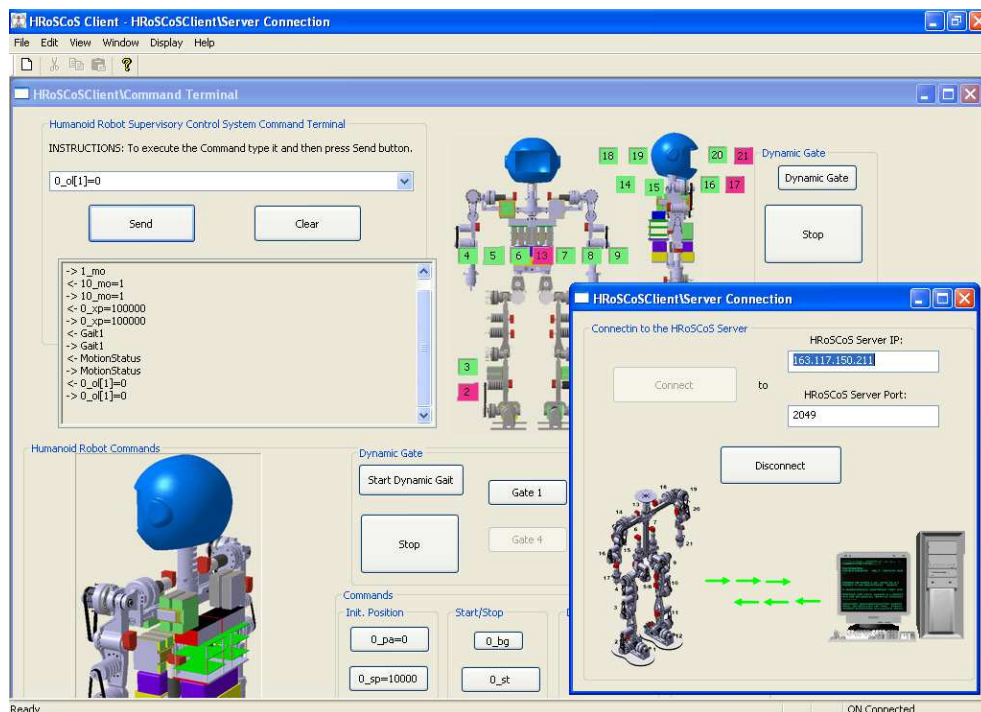 HRoSCoS Client - HRoSCoSClient\Server Connection
File Edit View Window Display Help
HRoSCoSClient\Command Terminal
Humanoid Robot Supervisory Control System Command Terminal
INSTRUCTIONS: To execute the Command type it and then press Send button.
0_ol[1]=0
Send
Clear
-> 1_mo
<- 10_mo=1
-> 10_mo=1
<- 0_xp=100000
-> 0_xp=100000
<- Gait1
-> Gait1
<- MotionStatus
-> MotionStatus
<- 0_ol[1]=0
-> 0_ol[1]=0
18 19 20 21
14 15 16 17
4 5 6 13 7 8 9
3
2
Dynamic Gate
Dynamic Gate
Stop
HRoSCoSClient\Server Connection
Connectin to the HRoSCoS Server
HRoSCoS Server IP:
163.117.150.211
Connect
to
HRoSCoS Server Port:
2049
Disconnect
Humanoid Robot Commands
Dynamic Gate
Start Dynamic Gait
Gate 1
Stop
Gate 4
Commands
Init. Position
Start/Stop
0_pa=0
0_bg
0_sp=10000
0_st
Ready
ON Connected